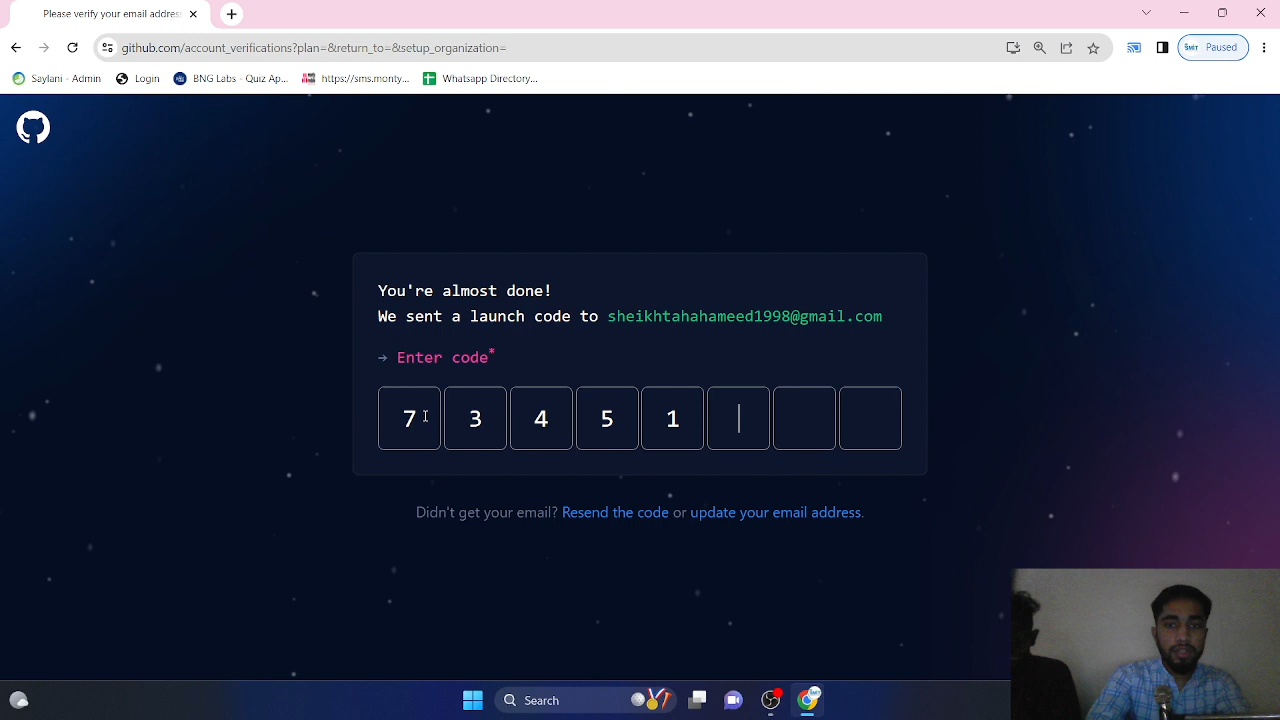 Please verify your email address
github.com/account_verifications?plan=&return_to=&setup_organization=
Paused
Saylani - Admin
Login
BNG Labs - Quiz Ap...
https://sms.monty...
Whatsapp Directory...
You're almost done!
We sent a launch code to sheikhtahahameed1998@gmail.com
→ Enter code*
7 3 4 5 1
Didn't get your email? Resend the code or update your email address.
Search